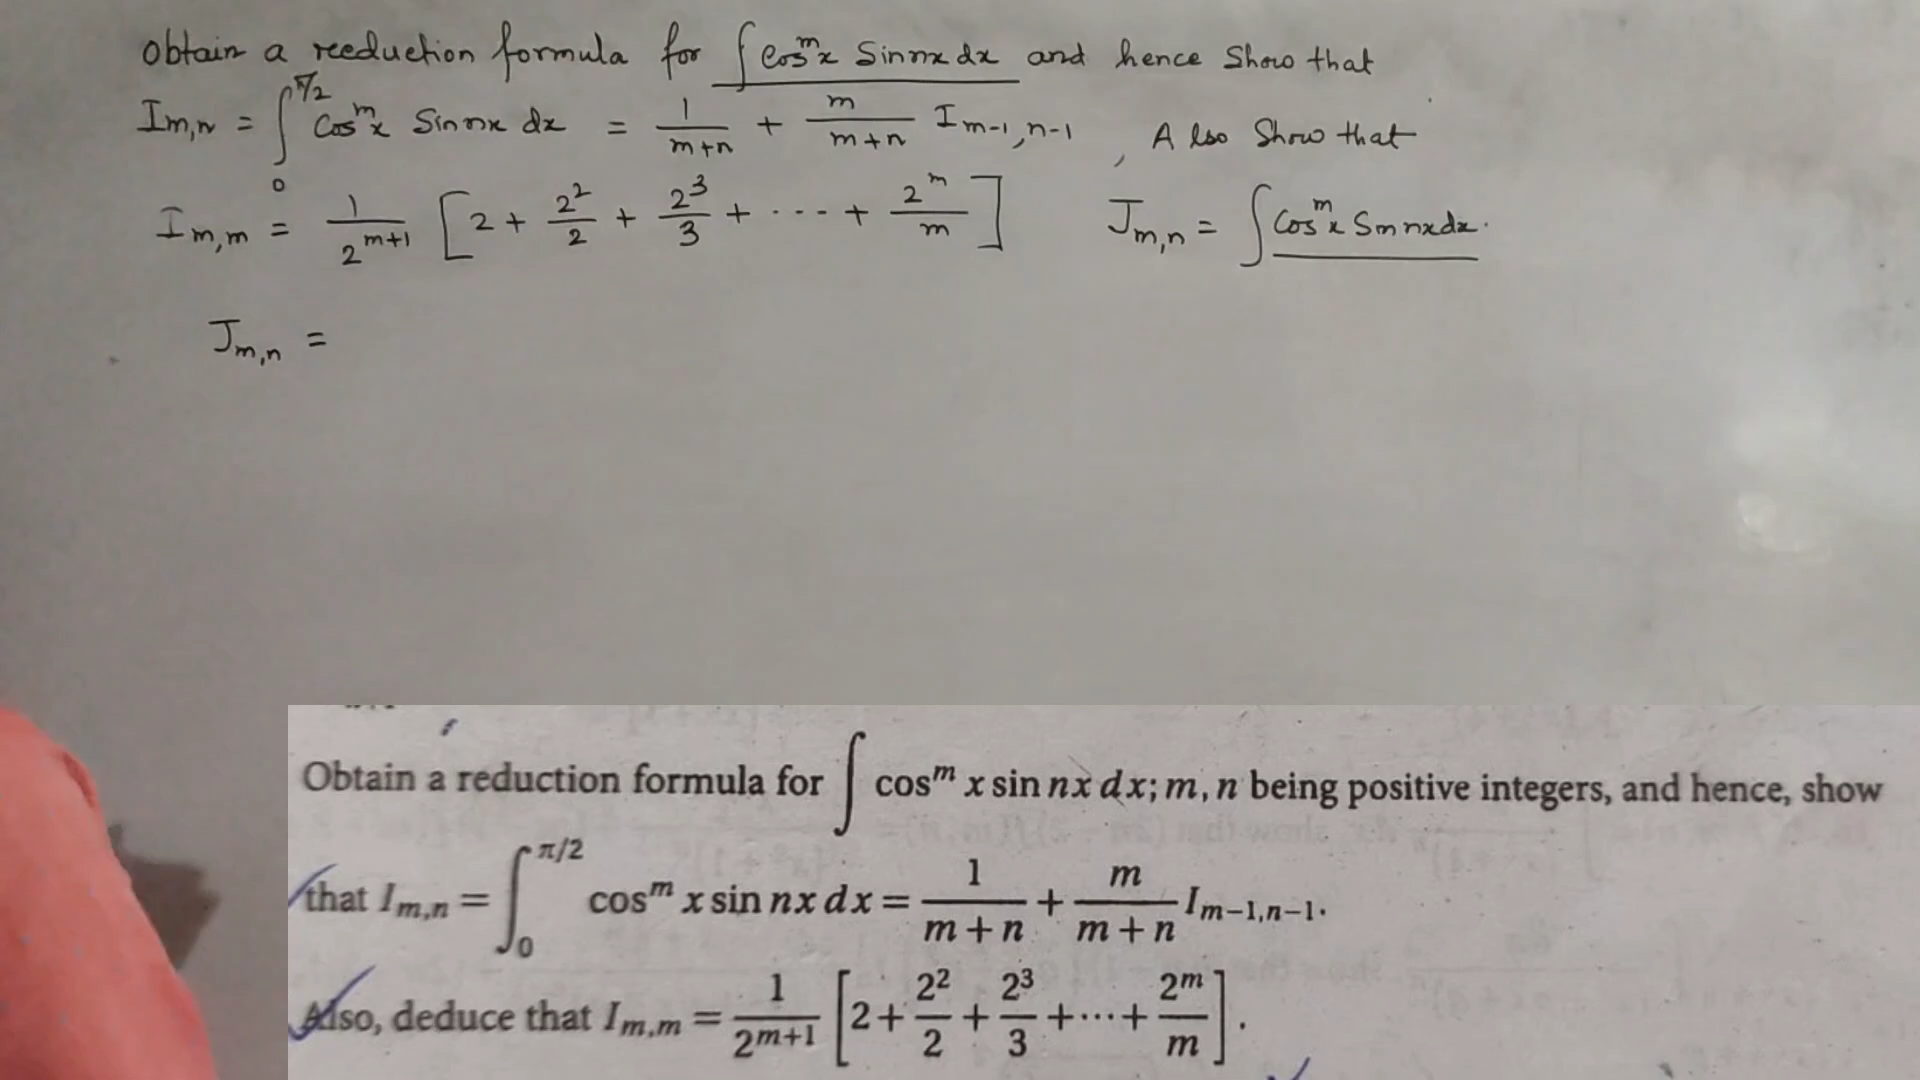 Obtain a reeduction formula for ∫ Cos^m x Sin nx dx and hence Show that
I_{m,n} = ∫_0^{π/2} Cos^m x Sin nx dx = 1/(m+n) + m/(m+n) I_{m-1,n-1} , Also Show that
I_{m,m} = 1/2^{m+1} [2 + 2^2/2 + 2^3/3 + ··· + 2^m/m] J_{m,n} = ∫ Cos^m x Sin nx dx.
J_{m,n} =
Obtain a reduction formula for ∫ cos^m x sin nx dx; m, n being positive integers, and hence, show
that I_{m,n} = ∫_0^{π/2} cos^m x sin nx dx = 1/(m+n) + m/(m+n) I_{m−1,n−1}.
Also, deduce that I_{m,m} = 1/2^{m+1} [2 + 2^2/2 + 2^3/3 + ··· + 2^m/m].